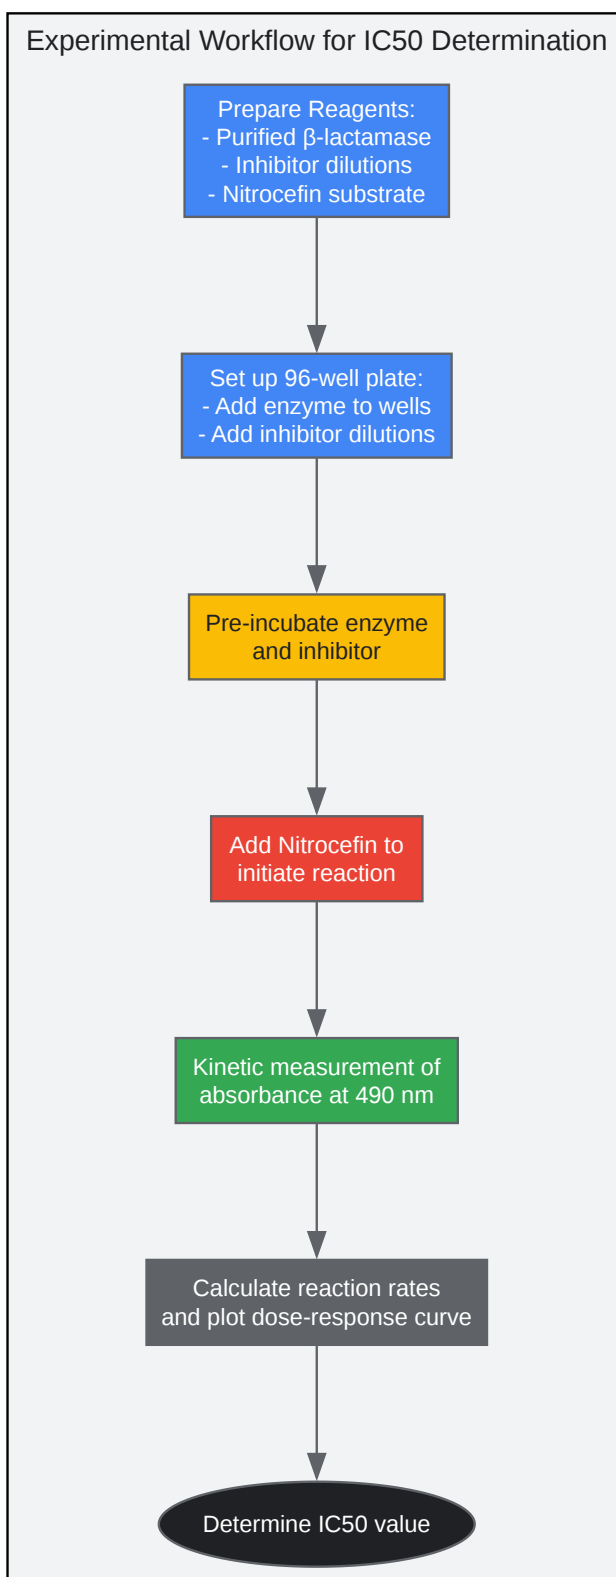 Experimental Workflow for IC50 Determination
Prepare Reagents:
- Purified β-lactamase
- Inhibitor dilutions
- Nitrocefin substrate
Set up 96-well plate:
- Add enzyme to wells
- Add inhibitor dilutions
Pre-incubate enzyme
and inhibitor
Add Nitrocefin to
initiate reaction
Kinetic measurement of
absorbance at 490 nm
Calculate reaction rates
and plot dose-response curve
Determine IC50 value